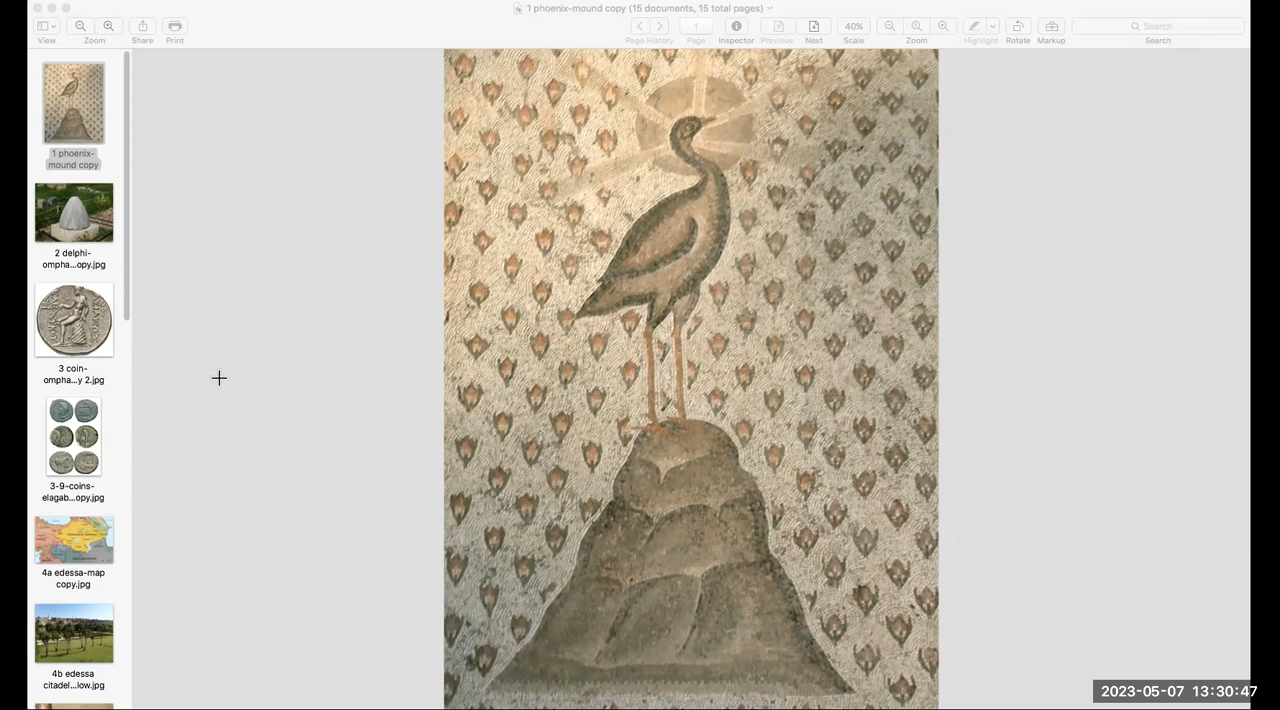 1 phoenix-mound copy (15 documents, 15 total pages)
View
Zoom
Share
Print
Page History
1
Page
Inspector
Previous
Next
40%
Scale
Zoom
Highlight
Rotate
Markup
Search
Search
1 phoenix-
mound copy
2 delphi-
ompha...opy.jpg
3 coin-
ompha...y 2.jpg
3-9-coins-
elagab...opy.jpg
4a edessa-map
copy.jpg
4b edessa
citadel...low.jpg
2023-05-07 13:30:47